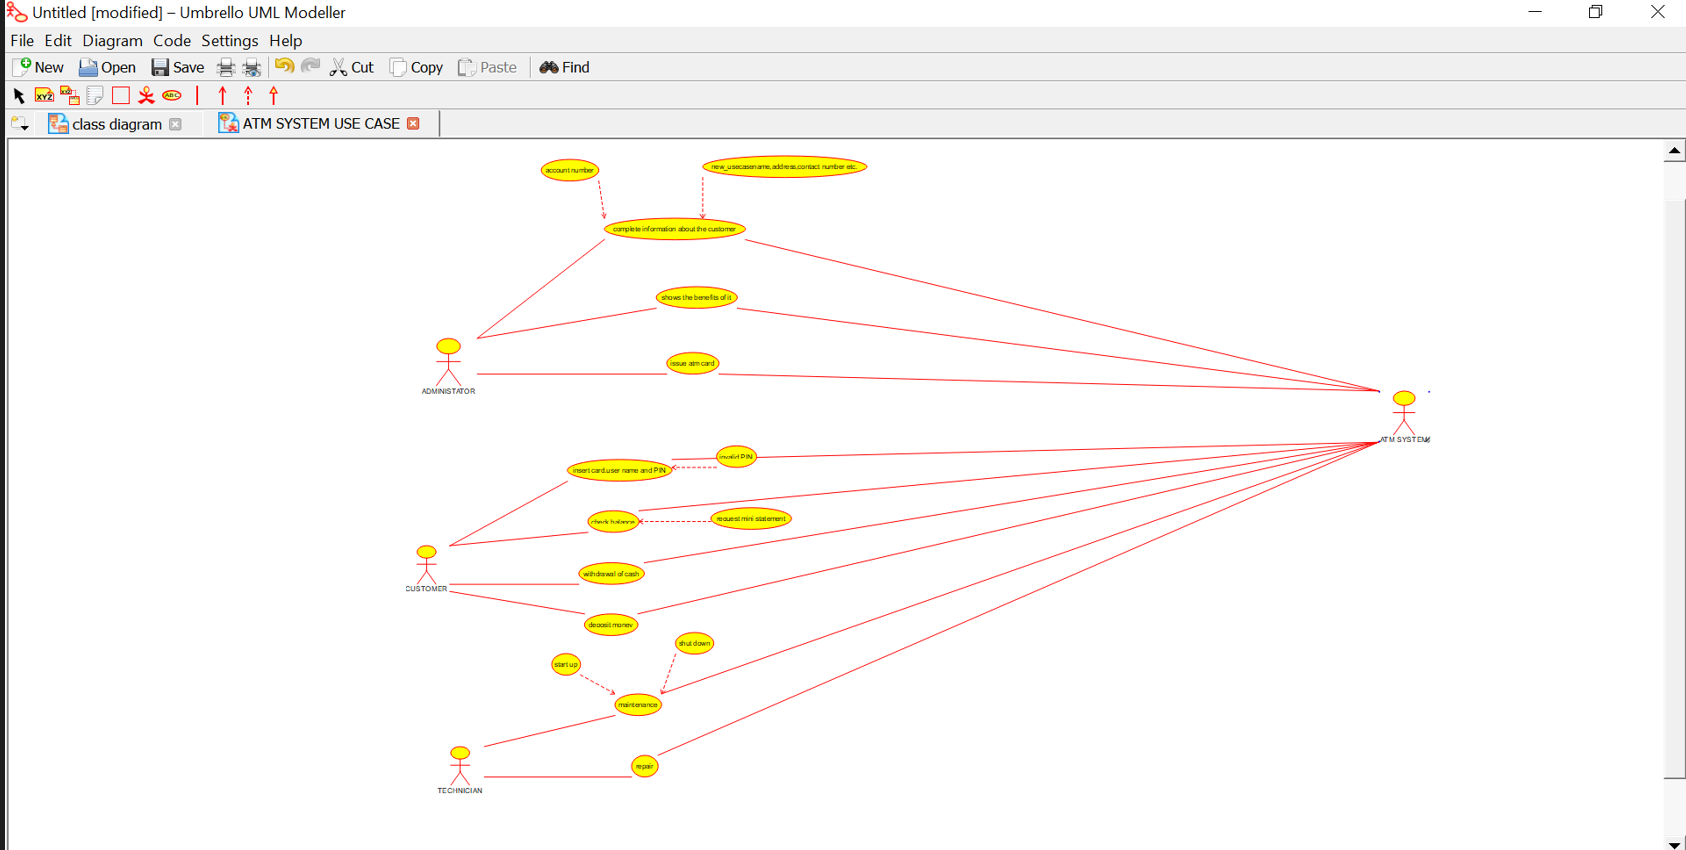 Untitled [modified] – Umbrello UML Modeller
File Edit Diagram Code Settings Help
New Open Save Cut Copy Paste Find
XYZ XYZ ABC
class diagram ATM SYSTEM USE CASE
account number
new_usecasename,address,contact number etc.
complete information about the customer
shows the benefits of it
issue atm card
ADMINISTATOR
ATM SYSTEM
invalid PIN
insert card,user name and PIN
check balance
request mini statement
CUSTOMER
withdrawal of cash
deposit money
shut down
start up
maintenance
repair
TECHNICIAN